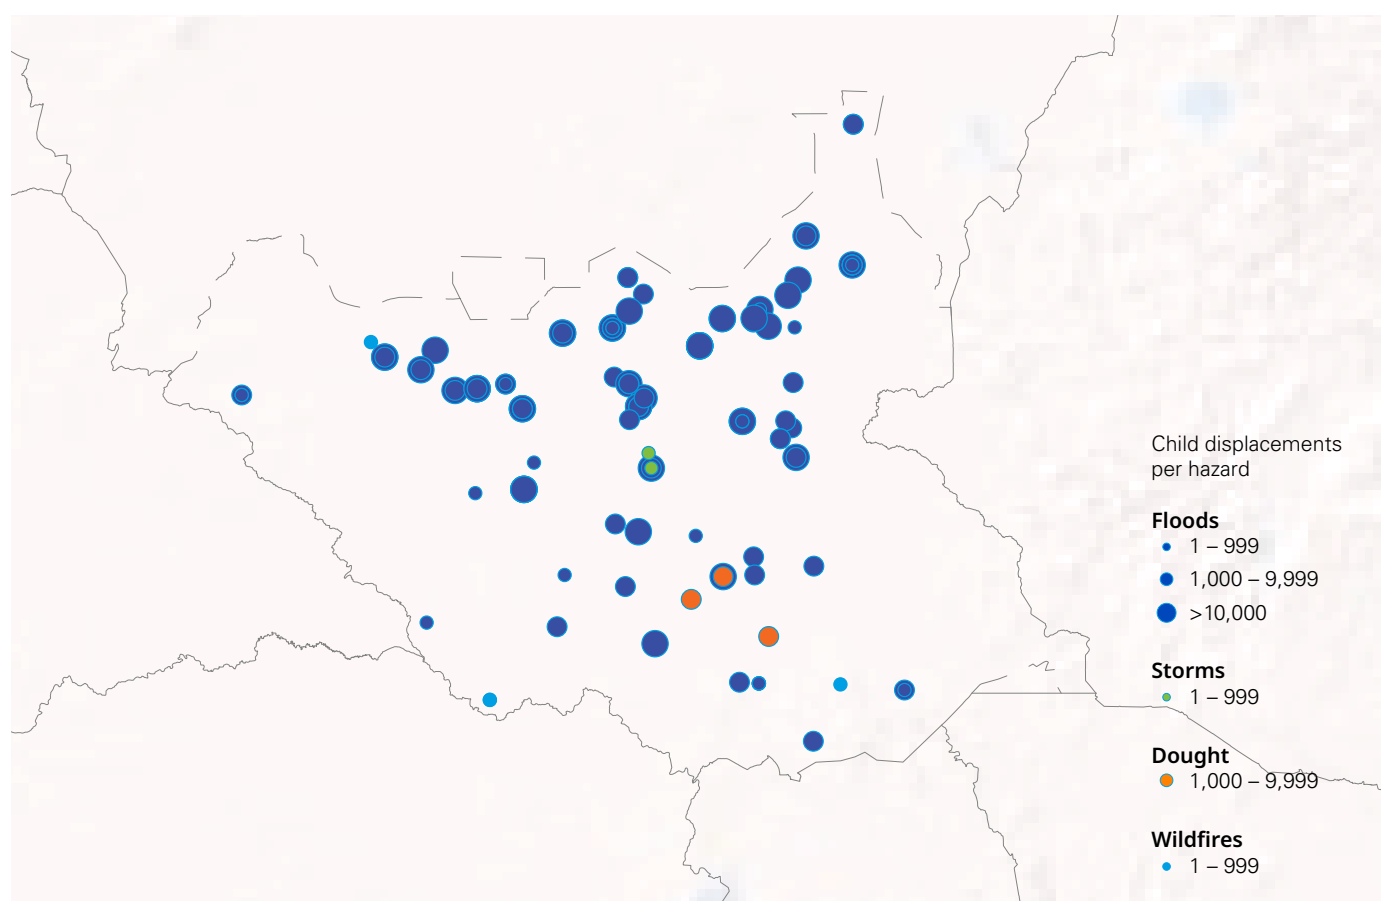 Child displacements
per hazard
Floods
1 – 999
1,000 – 9,999
>10,000
Storms
1 – 999
Dought
1,000 – 9,999
Wildfires
1 – 999